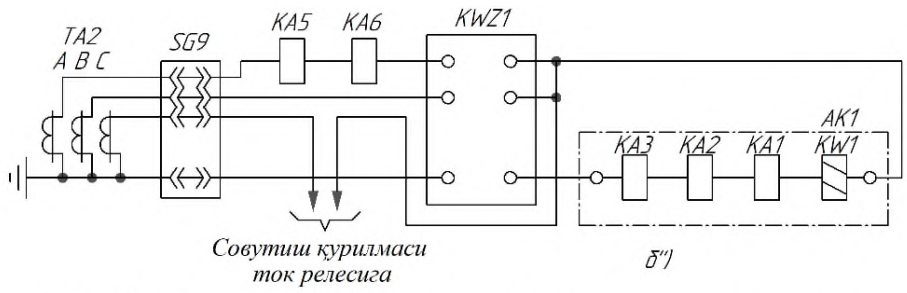 TA2
A B C
SG9
KA5
KA6
KWZ1
AK1
KA3
KA2
KA1
KW1
Совутиш қурилмаси
ток релесига
б")